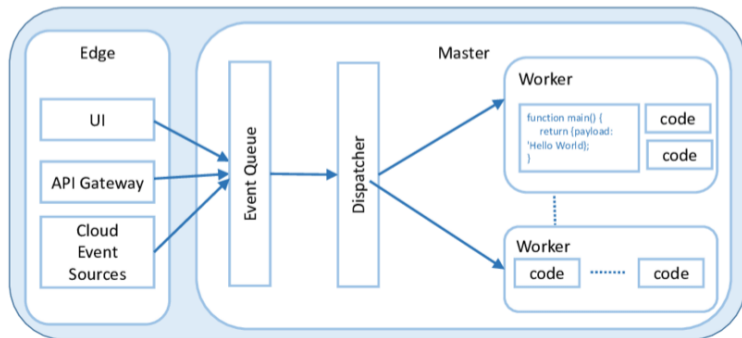 Edge
UI
API Gateway
Cloud
Event
Sources
Master
Event Queue
Dispatcher
Worker
function main() {
return {payload:
'Hello World};
}
code
code
Worker
code
code